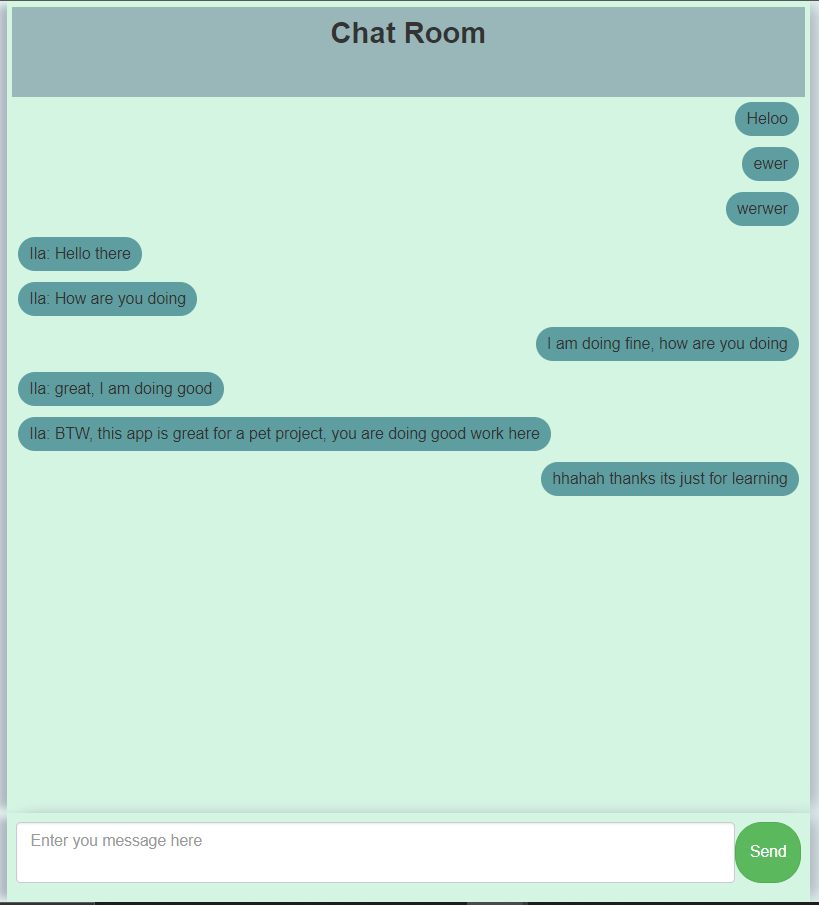 Chat Room
Heloo
ewer
werwer
Ila: Hello there
Ila: How are you doing
I am doing fine, how are you doing
Ila: great, I am doing good
Ila: BTW, this app is great for a pet project, you are doing good work here
hhahah thanks its just for learning
Enter you message here
Send